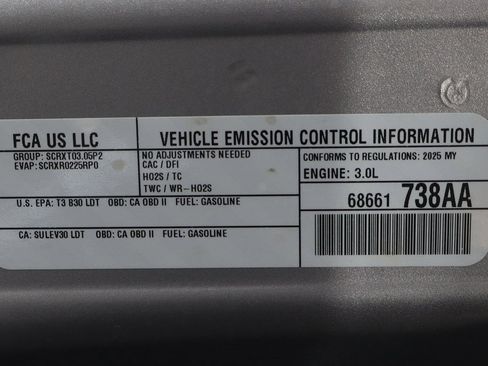 FCA US LLC
VEHICLE EMISSION CONTROL INFORMATION
GROUP: SCRXT03.05P2
EVAP: SCRXR0225RP0
NO ADJUSTMENTS NEEDED
CAC / DFI
HO2S / TC
TWC / WR-HO2S
CONFORMS TO REGULATIONS: 2025 MY
ENGINE: 3.0L
U.S. EPA: T3 B30 LDT OBD: CA OBD II FUEL: GASOLINE
68661 738AA
CA: SULEV30 LDT OBD: CA OBD II FUEL: GASOLINE